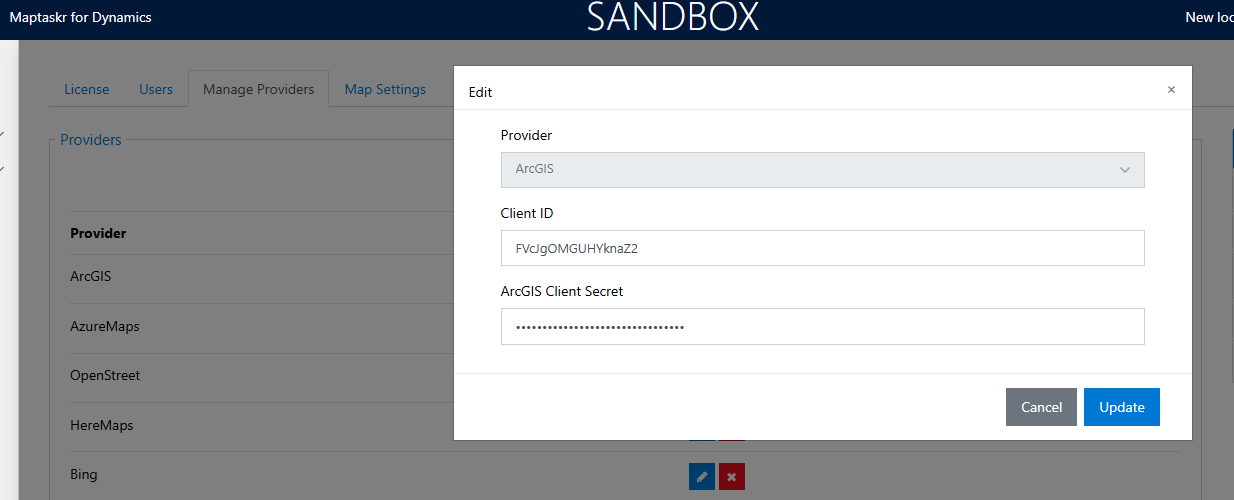 Maptaskr for Dynamics
SANDBOX
New loc
License
Users
Manage Providers
Map Settings
Edit
×
Providers
Provider
ArcGIS
AzureMaps
OpenStreet
HereMaps
Bing
Provider
ArcGIS
Client ID
FVcJgOMGUHYknaZ2
ArcGIS Client Secret
••••••••••••••••••••••••••••••••
Cancel
Update